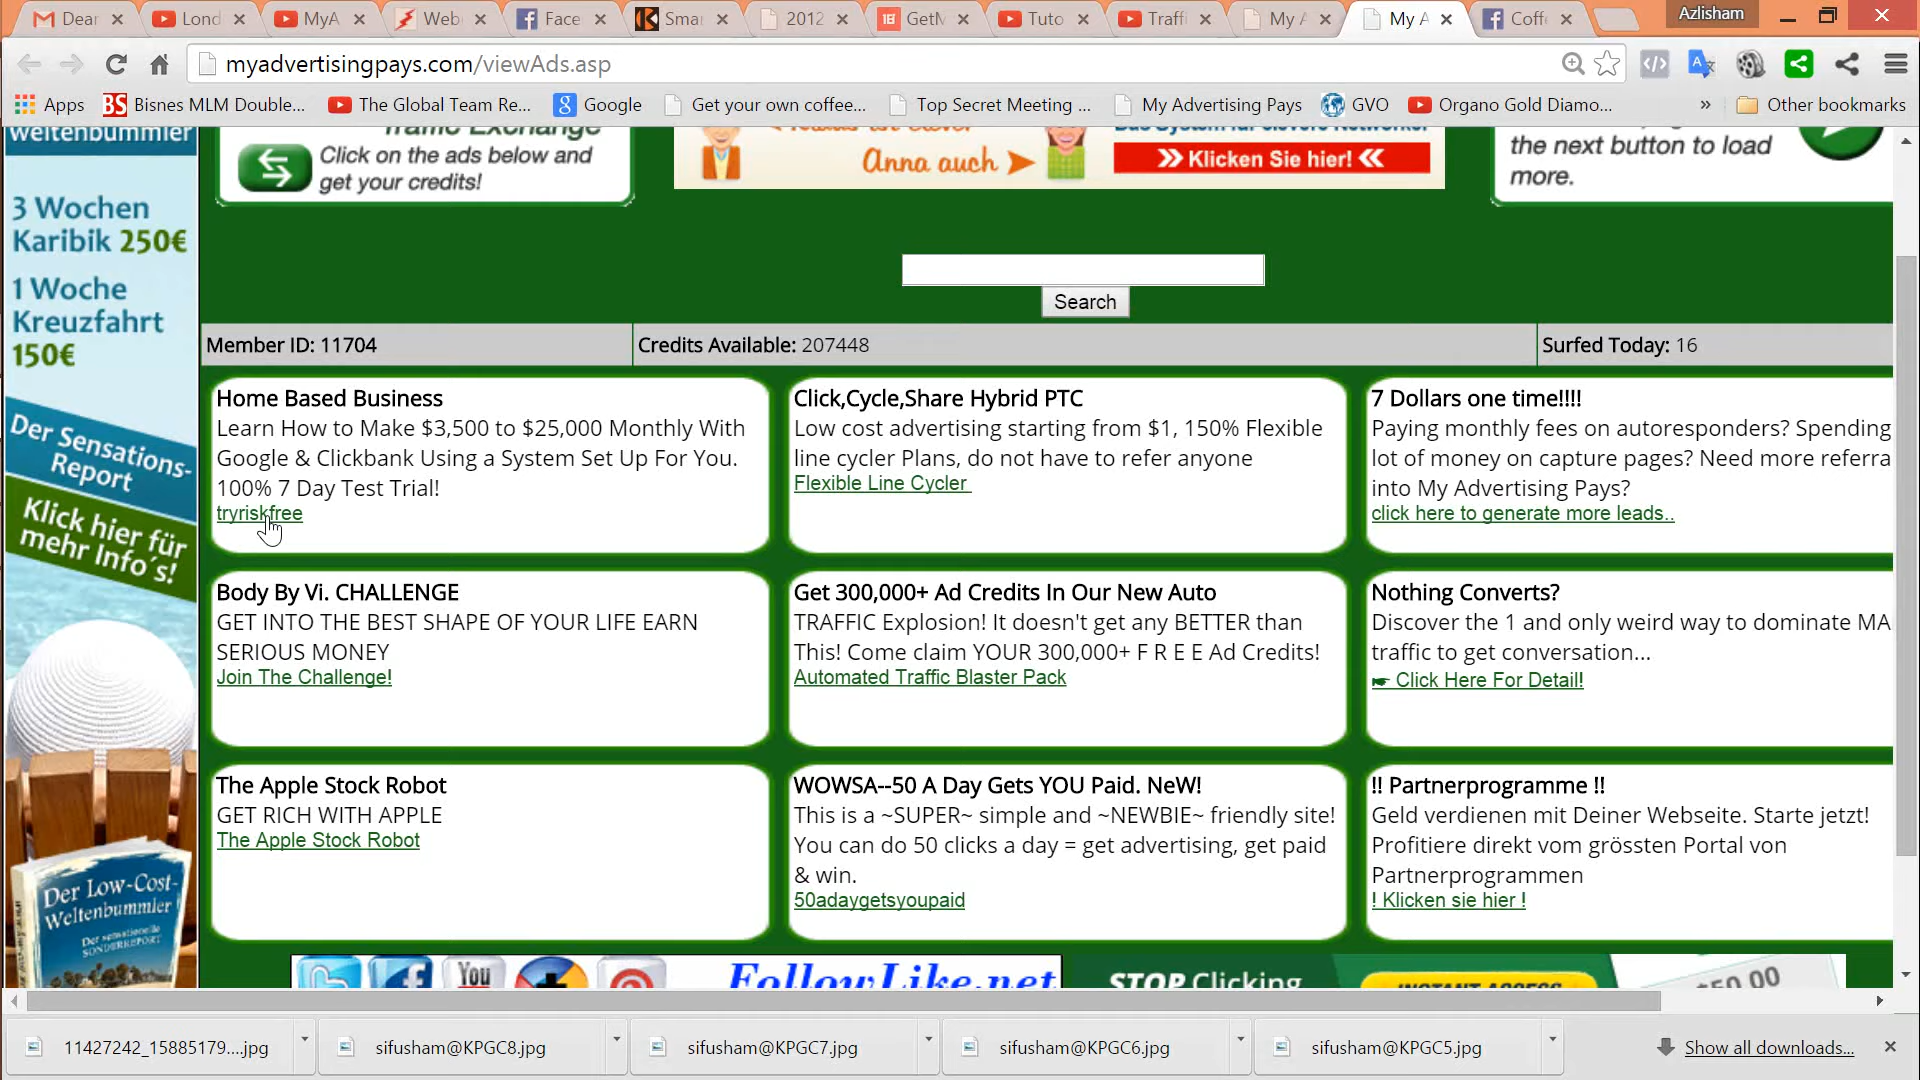 Dear
Lond
MyA
Web
Face
Smar
2012
GetM
Tuto
Traffi
My A
My A
Coff
Azlisham
myadvertisingpays.com/viewAds.asp
Apps
Bisnes MLM Double...
The Global Team Re...
Google
Get your own coffee...
Top Secret Meeting ...
My Advertising Pays
GVO
Organo Gold Diamo...
»
Other bookmarks
weltenbummler
3 Wochen
Karibik 250€
1 Woche
Kreuzfahrt
150€
Der Sensations-
Report
Klick hier für
mehr Info´s!
Der Low-Cost-
Weltenbummler
Der sensationelle
SONDERREPORT
Traffic Exchange
Click on the ads below and
get your credits!
Anna auch
Klicken Sie hier!
the next button to load
more.
Search
Member ID: 11704
Credits Available: 207448
Surfed Today: 16
Home Based Business
Learn How to Make $3,500 to $25,000 Monthly With
Google & Clickbank Using a System Set Up For You.
100% 7 Day Test Trial!
tryriskfree
Click,Cycle,Share Hybrid PTC
Low cost advertising starting from $1, 150% Flexible
line cycler Plans, do not have to refer anyone
Flexible Line Cycler
7 Dollars one time!!!!
Paying monthly fees on autoresponders? Spending
lot of money on capture pages? Need more referra
into My Advertising Pays?
click here to generate more leads..
Body By Vi. CHALLENGE
GET INTO THE BEST SHAPE OF YOUR LIFE EARN
SERIOUS MONEY
Join The Challenge!
Get 300,000+ Ad Credits In Our New Auto
TRAFFIC Explosion! It doesn't get any BETTER than
This! Come claim YOUR 300,000+ F R E E Ad Credits!
Automated Traffic Blaster Pack
Nothing Converts?
Discover the 1 and only weird way to dominate MA
traffic to get conversation...
☛ Click Here For Detail!
The Apple Stock Robot
GET RICH WITH APPLE
The Apple Stock Robot
WOWSA--50 A Day Gets YOU Paid. NeW!
This is a ~SUPER~ simple and ~NEWBIE~ friendly site!
You can do 50 clicks a day = get advertising, get paid
& win.
50adaygetsyoupaid
!! Partnerprogramme !!
Geld verdienen mit Deiner Webseite. Starte jetzt!
Profitiere direkt vom grössten Portal von
Partnerprogrammen
! Klicken sie hier !
You
FollowLike.net
STOP Clicking
INSTANT ACCESS
$50.00
11427242_15885179....jpg
sifusham@KPGC8.jpg
sifusham@KPGC7.jpg
sifusham@KPGC6.jpg
sifusham@KPGC5.jpg
Show all downloads...